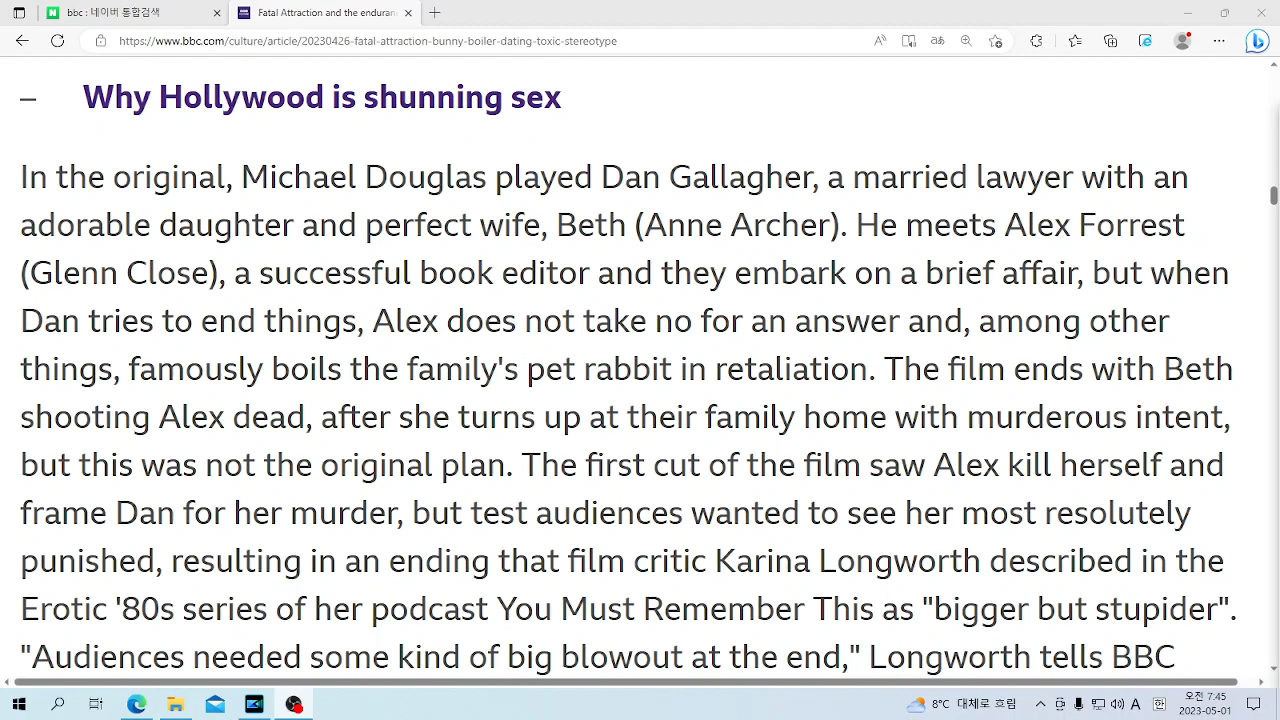 bbc : 네이버 통합검색
Fatal Attraction and the enduran
https://www.bbc.com/culture/article/20230426-fatal-attraction-bunny-boiler-dating-toxic-stereotype
– Why Hollywood is shunning sex
In the original, Michael Douglas played Dan Gallagher, a married lawyer with an
adorable daughter and perfect wife, Beth (Anne Archer). He meets Alex Forrest
(Glenn Close), a successful book editor and they embark on a brief affair, but when
Dan tries to end things, Alex does not take no for an answer and, among other
things, famously boils the family's pet rabbit in retaliation. The film ends with Beth
shooting Alex dead, after she turns up at their family home with murderous intent,
but this was not the original plan. The first cut of the film saw Alex kill herself and
frame Dan for her murder, but test audiences wanted to see her most resolutely
punished, resulting in an ending that film critic Karina Longworth described in the
Erotic '80s series of her podcast You Must Remember This as "bigger but stupider".
"Audiences needed some kind of big blowout at the end," Longworth tells BBC
8°C 대체로 흐림
A
오전 7:45
2023-05-01